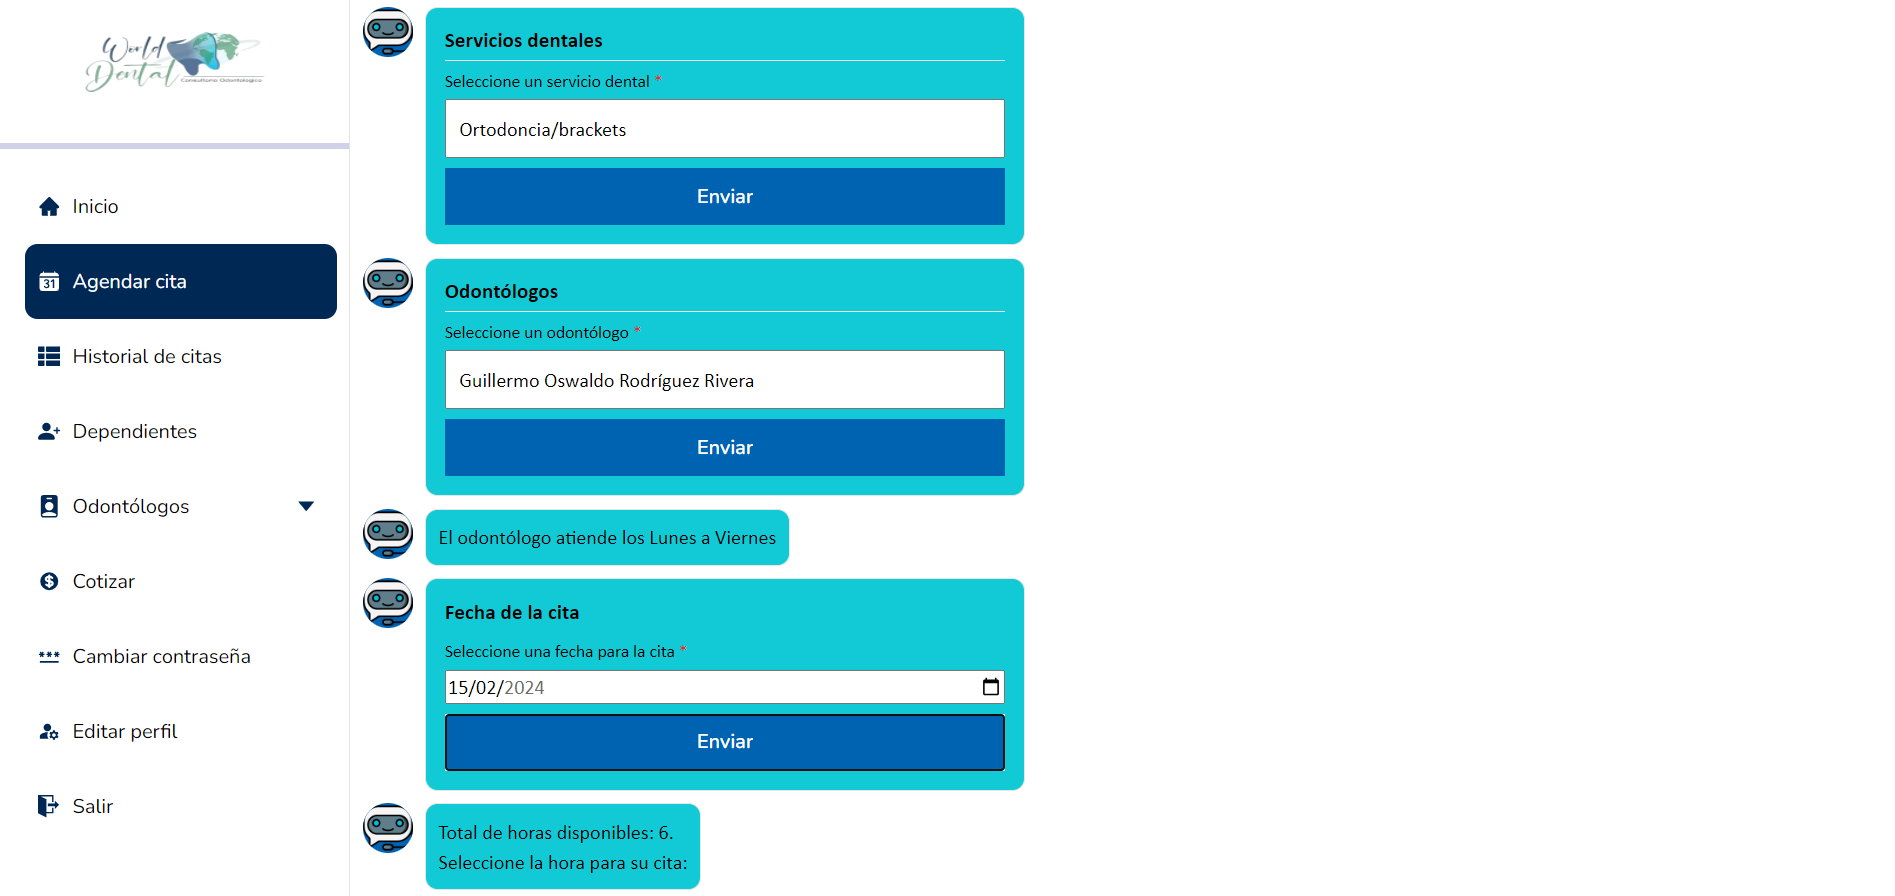 World
Dental
Consultorio Odontológico
Inicio
31 Agendar cita
Historial de citas
Dependientes
Odontólogos
Cotizar
Cambiar contraseña
Editar perfil
Salir
Servicios dentales
Seleccione un servicio dental *
Ortodoncia/brackets
Enviar
Odontólogos
Seleccione un odontólogo *
Guillermo Oswaldo Rodríguez Rivera
Enviar
El odontólogo atiende los Lunes a Viernes
Fecha de la cita
Seleccione una fecha para la cita *
15/02/2024
Enviar
Total de horas disponibles: 6.
Seleccione la hora para su cita: